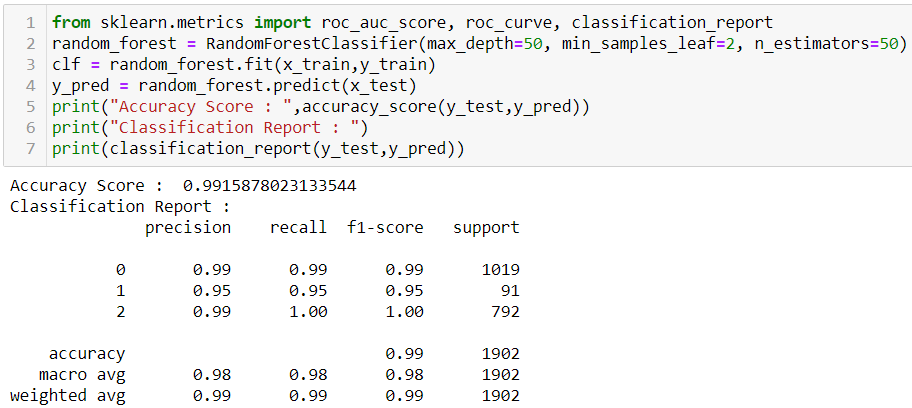 1 from sklearn.metrics import roc_auc_score, roc_curve, classification_report
2 random_forest = RandomForestClassifier(max_depth=50, min_samples_leaf=2, n_estimators=50)
3 clf = random_forest.fit(x_train,y_train)
4 y_pred = random_forest.predict(x_test)
5 print("Accuracy Score : ",accuracy_score(y_test,y_pred))
6 print("Classification Report : ")
7 print(classification_report(y_test,y_pred))
Accuracy Score :  0.9915878023133544
Classification Report :
precision recall f1-score support
0 0.99 0.99 0.99 1019
1 0.95 0.95 0.95 91
2 0.99 1.00 1.00 792
accuracy 0.99 1902
macro avg 0.98 0.98 0.98 1902
weighted avg 0.99 0.99 0.99 1902